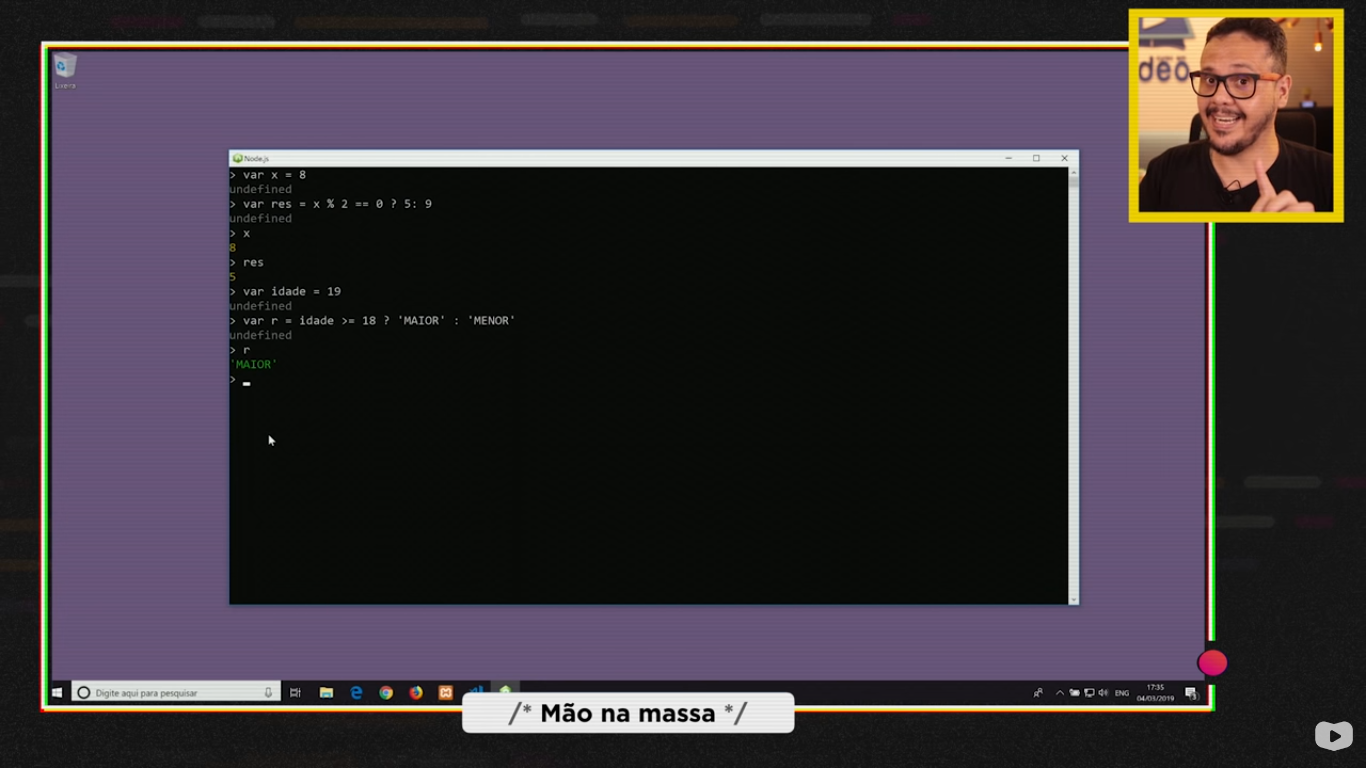 deo
Lixeira
Node.js
> var x = 8
undefined
> var res = x % 2 == 0 ? 5: 9
undefined
> x
8
> res
5
> var idade = 19
undefined
> var r = idade >= 18 ? 'MAIOR' : 'MENOR'
undefined
> r
'MAIOR'
>
Digite aqui para pesquisar
ENG
17:35
04/03/2019
/* Mão na massa */